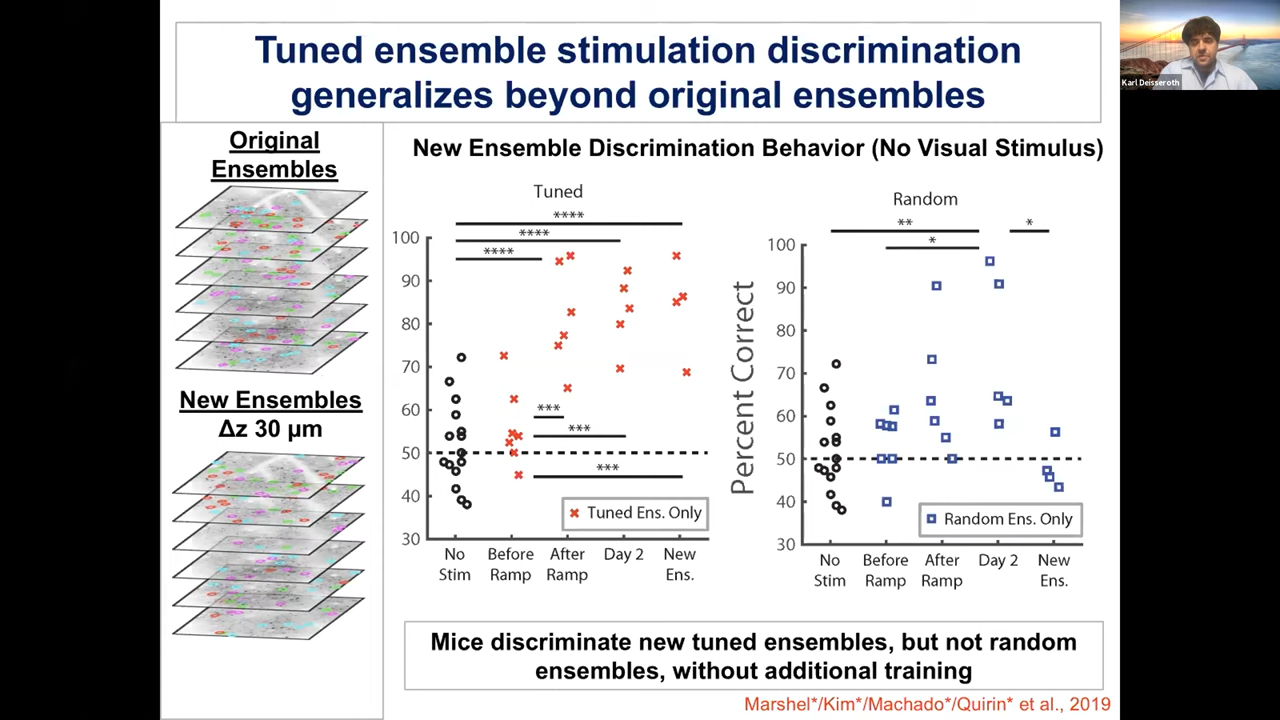 Tuned ensemble stimulation discrimination
generalizes beyond original ensembles
Karl Deisseroth
Original
Ensembles
New Ensembles
Δz 30 μm
New Ensemble Discrimination Behavior (No Visual Stimulus)
Tuned
****
****
****
100
90
80
70
60
50
40
30
***
***
***
Tuned Ens. Only
No
Stim
Before
Ramp
After
Ramp
Day 2
New
Ens.
Random
**
*
*
Percent Correct
100
90
80
70
60
50
40
30
Random Ens. Only
No
Stim
Before
Ramp
After
Ramp
Day 2
New
Ens.
Mice discriminate new tuned ensembles, but not random
ensembles, without additional training
Marshel*/Kim*/Machado*/Quirin* et al., 2019